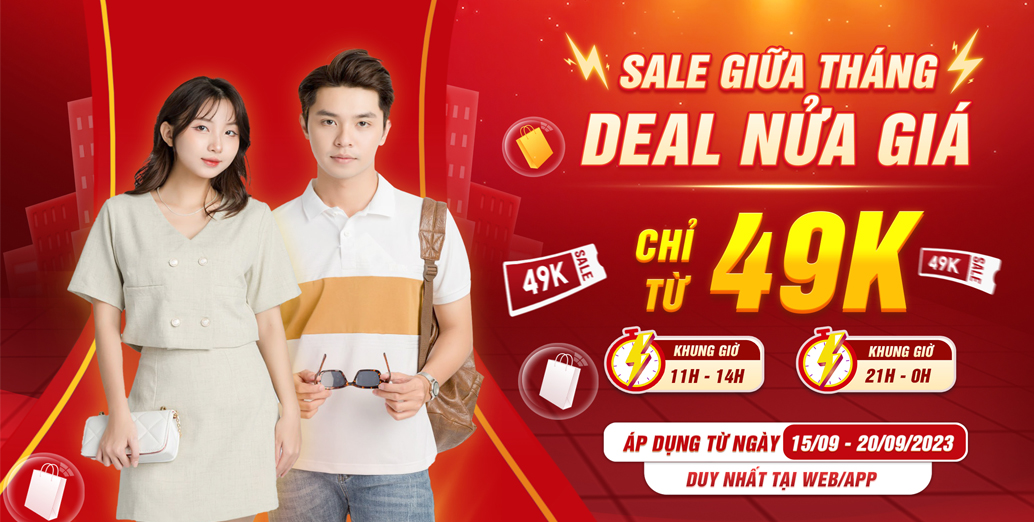 SALE GIỮA THÁNG
DEAL NỬA GIÁ
CHỈ TỪ 49K
49K SALE
49K SALE
KHUNG GIỜ
11H - 14H
KHUNG GIỜ
21H - 0H
ÁP DỤNG TỪ NGÀY 15/09 - 20/09/2023
DUY NHẤT TẠI WEB/APP